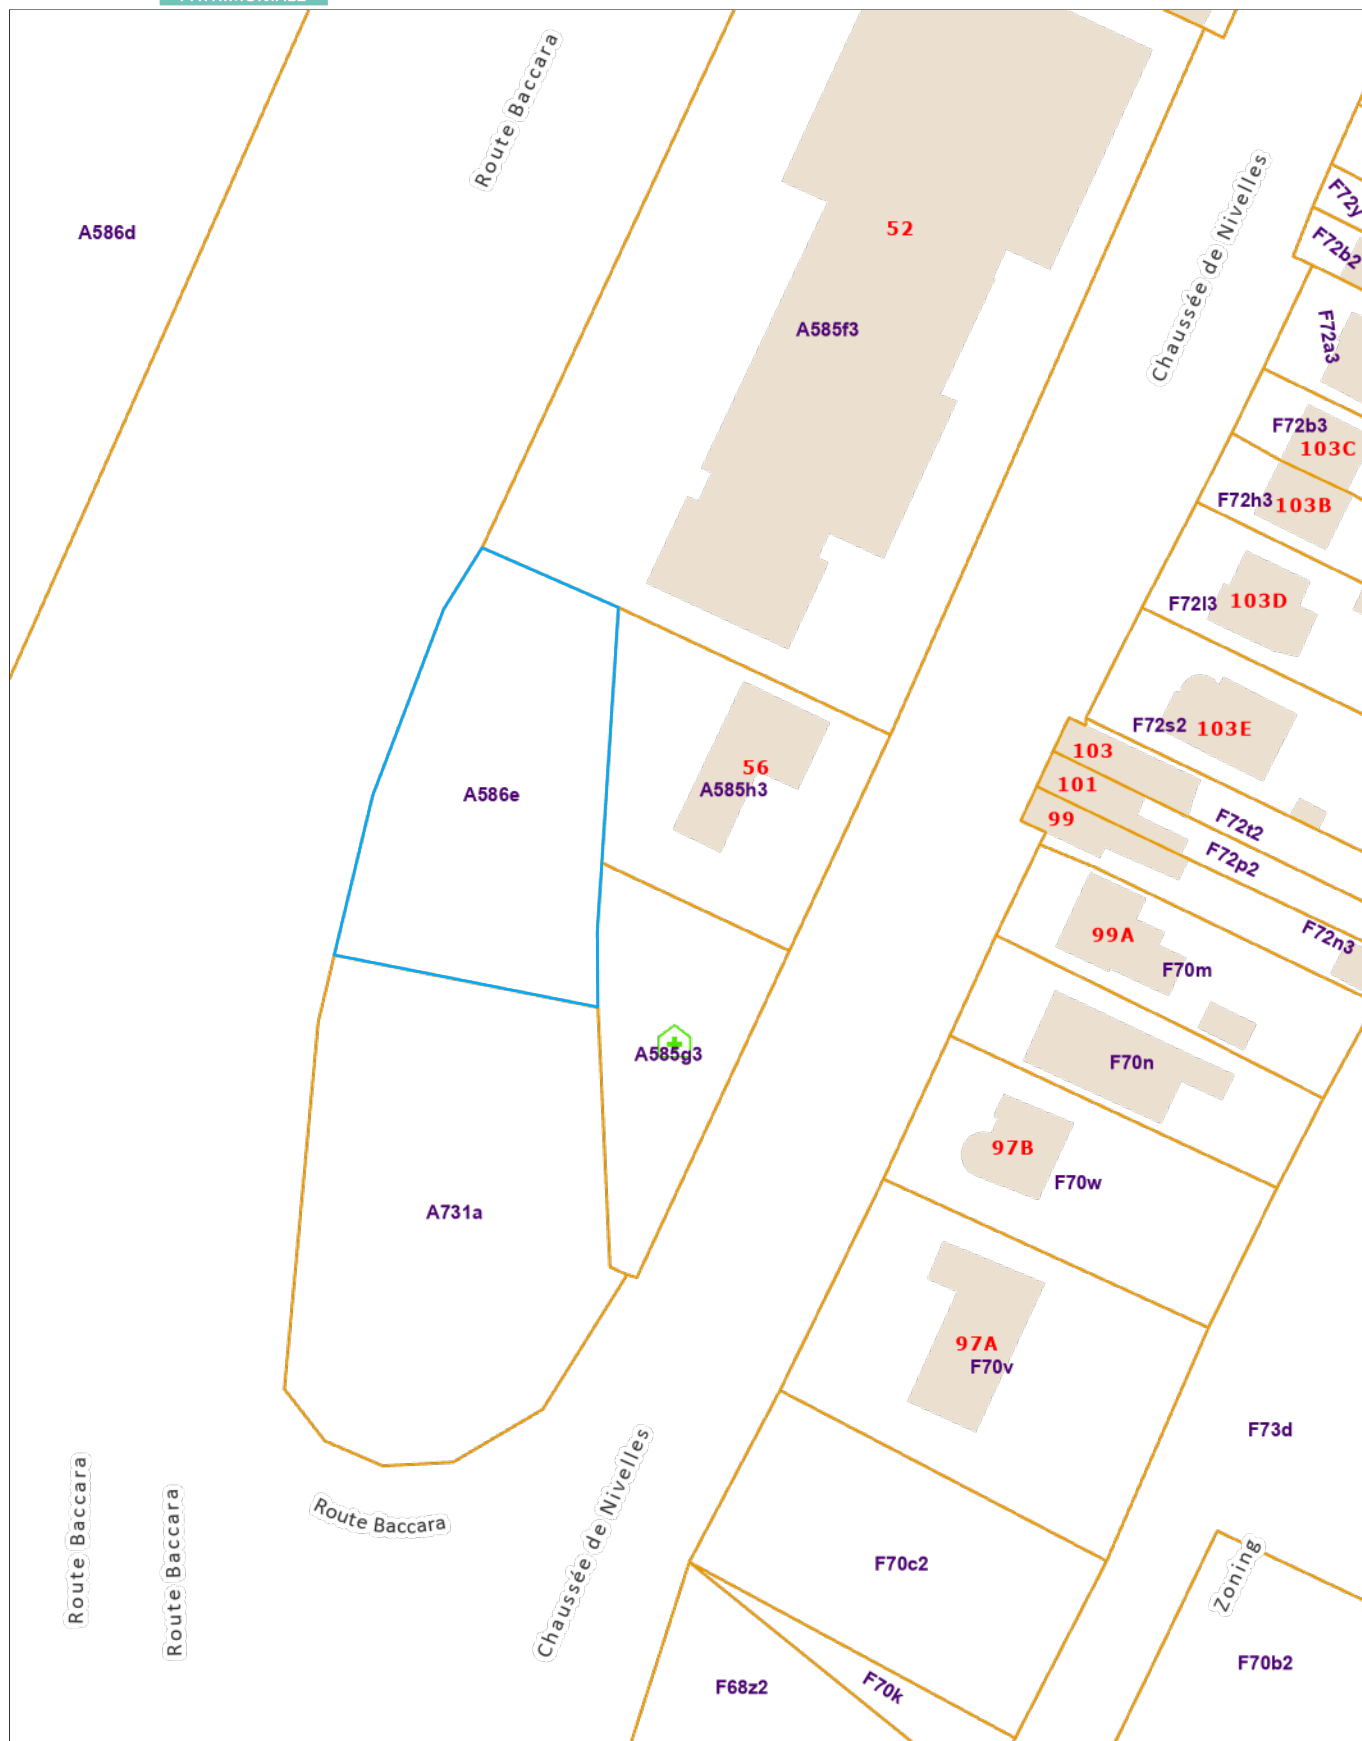 Route Baccara
Chaussée de Nivelles
F72y
A586d
52
F72b2
A585f3
F72a3
F72b3
103C
F72h3
103B
F72l3
103D
F72s2
103E
103
56
101
A585h3
A586e
99
F72t2
F72p2
99A
F72n3
F70m
A585g3
F70n
97B
F70w
A731a
97A
F70v
F73d
Route Baccara
Route Baccara
Route Baccara
Chaussée de Nivelles
F70c2
Zoning
F70b2
F68z2
F70k